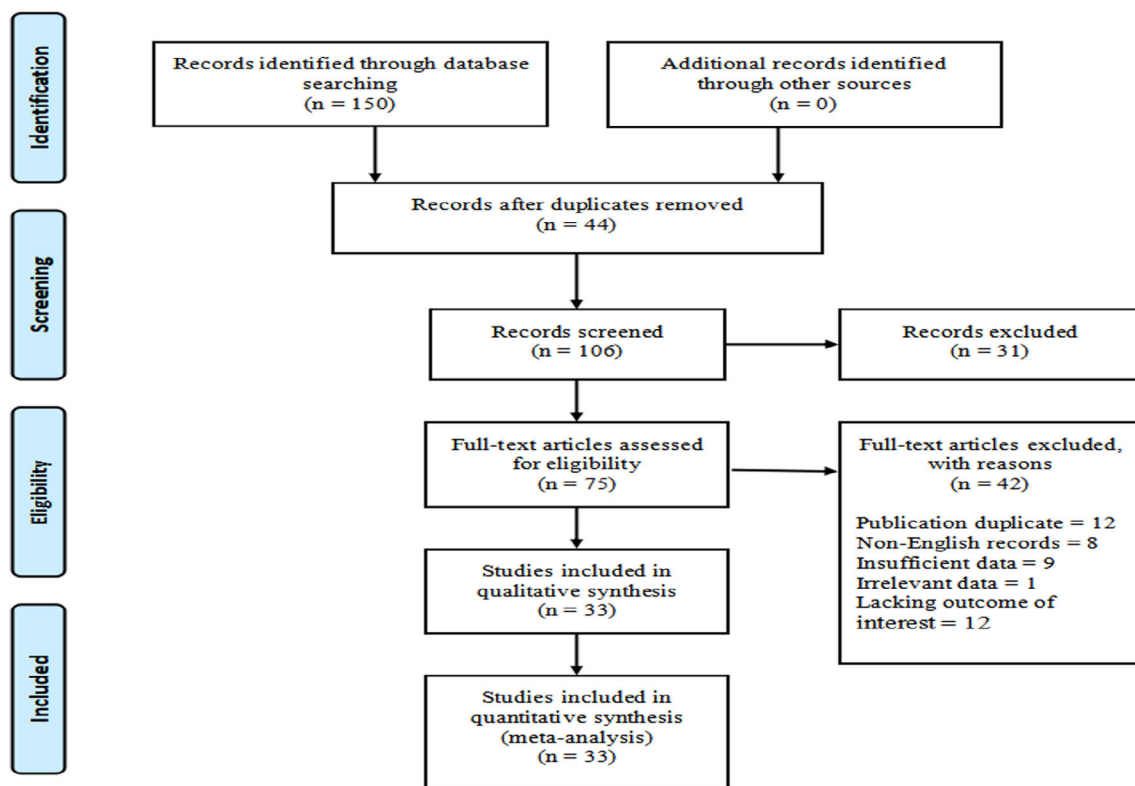 Identification
Records identified through database
searching
(n = 150)
Additional records identified
through other sources
(n = 0)
Records after duplicates removed
(n = 44)
Screening
Records screened
(n = 106)
Records excluded
(n = 31)
Eligibility
Full-text articles assessed
for eligibility
(n = 75)
Full-text articles excluded,
with reasons
(n = 42)
Publication duplicate = 12
Non-English records = 8
Insufficient data = 9
Irrelevant data = 1
Lacking outcome of
interest = 12
Studies included in
qualitative synthesis
(n = 33)
Included
Studies included in
quantitative synthesis
(meta-analysis)
(n = 33)